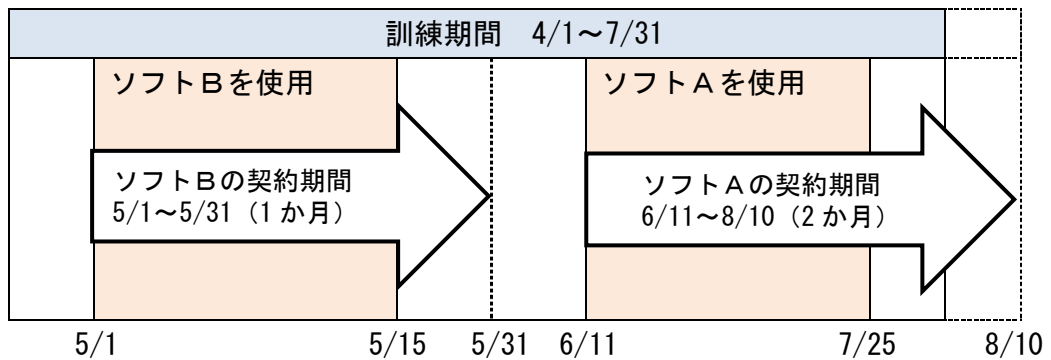 訓練期間　4/1～7/31
ソフトＢを使用
ソフトＡを使用
ソフトＢの契約期間
5/1～5/31（1 か月）
ソフトＡの契約期間
6/11～8/10（2 か月）
5/1
5/15
5/31
6/11
7/25
8/10